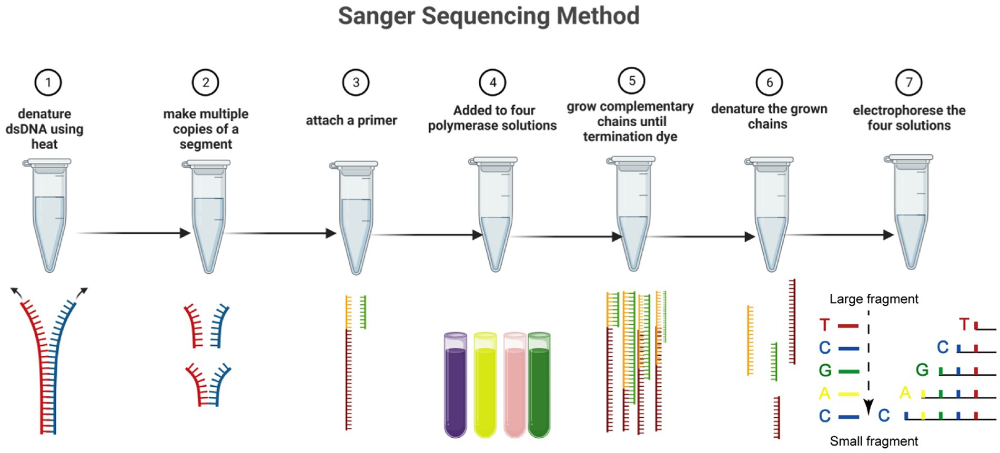 Sanger Sequencing Method
1
denature
dsDNA using
heat
2
make multiple
copies of a
segment
3
attach a primer
4
Added to four
polymerase solutions
5
grow complementary
chains until
termination dye
6
denature the grown
chains
7
electrophorese the
four solutions
Large fragment
T
C
G
A
C
T
C
G
A
C
Small fragment